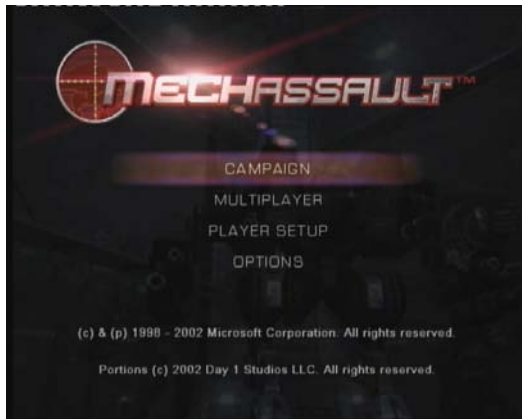 MECHASSAULT™
CAMPAIGN
MULTIPLAYER
PLAYER SETUP
OPTIONS
(c) & (p) 1998 - 2002 Microsoft Corporation. All rights reserved.
Portions (c) 2002 Day 1 Studios LLC. All rights reserved.